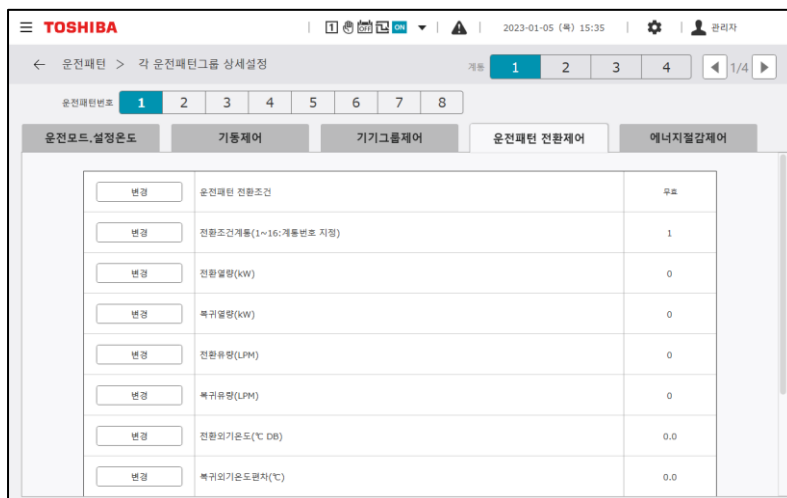 TOSHIBA 1 OFF ON 2023-01-05 (목) 15:35 관리자
← 운전패턴 > 각 운전패턴그룹 상세설정 계통 1 2 3 4 1/4
운전패턴번호 1 2 3 4 5 6 7 8
운전모드,설정온도 기동제어 기기그룹제어 운전패턴 전환제어 에너지절감제어
변경 운전패턴 전환조건 무효
변경 전환조건계통(1~16:계통번호 지정) 1
변경 전환열량(kW) 0
변경 복귀열량(kW) 0
변경 전환유량(LPM) 0
변경 복귀유량(LPM) 0
변경 전환외기온도(℃ DB) 0.0
변경 복귀외기온도편차(℃) 0.0